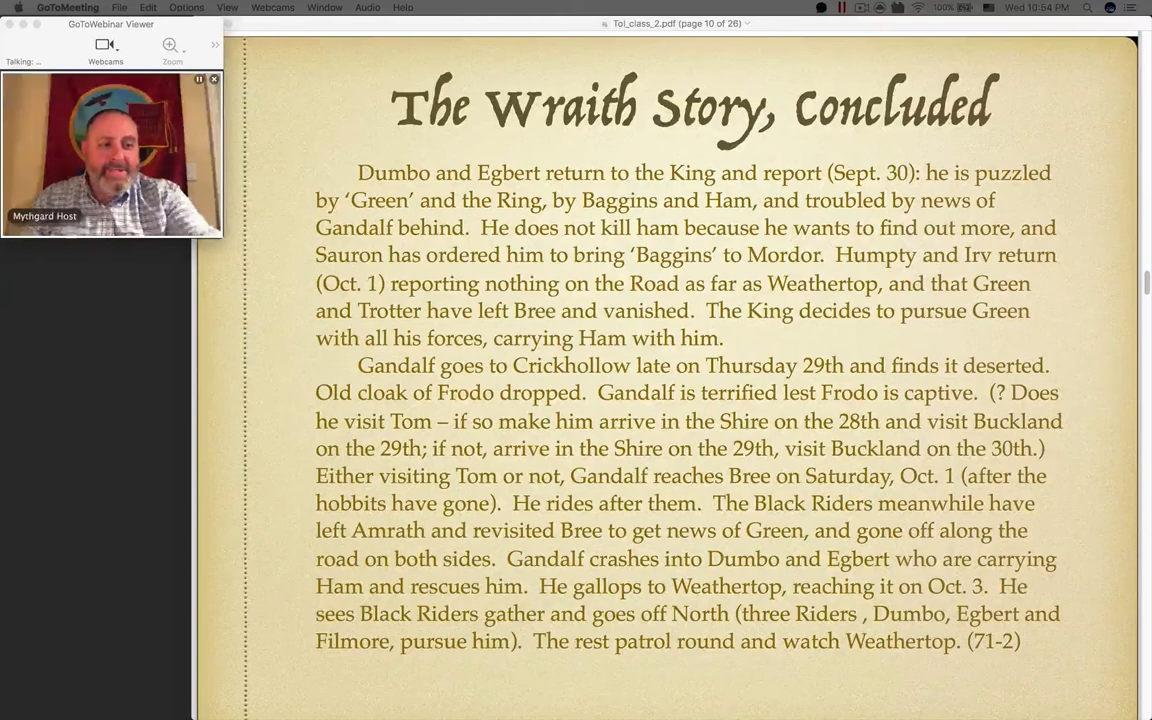 GoToMeeting File Edit Options View Webcams Window Audio Help 100% Wed 10:54 PM
GoToWebinar Viewer
Tol_class_2.pdf (page 10 of 26)
Talking: ...
Webcams
Zoom
Mythgard Host
The Wraith Story, Concluded
Dumbo and Egbert return to the King and report (Sept. 30): he is puzzled
by ‘Green’ and the Ring, by Baggins and Ham, and troubled by news of
Gandalf behind. He does not kill ham because he wants to find out more, and
Sauron has ordered him to bring ‘Baggins’ to Mordor. Humpty and Irv return
(Oct. 1) reporting nothing on the Road as far as Weathertop, and that Green
and Trotter have left Bree and vanished. The King decides to pursue Green
with all his forces, carrying Ham with him.
Gandalf goes to Crickhollow late on Thursday 29th and finds it deserted.
Old cloak of Frodo dropped. Gandalf is terrified lest Frodo is captive. (? Does
he visit Tom – if so make him arrive in the Shire on the 28th and visit Buckland
on the 29th; if not, arrive in the Shire on the 29th, visit Buckland on the 30th.)
Either visiting Tom or not, Gandalf reaches Bree on Saturday, Oct. 1 (after the
hobbits have gone). He rides after them. The Black Riders meanwhile have
left Amrath and revisited Bree to get news of Green, and gone off along the
road on both sides. Gandalf crashes into Dumbo and Egbert who are carrying
Ham and rescues him. He gallops to Weathertop, reaching it on Oct. 3. He
sees Black Riders gather and goes off North (three Riders , Dumbo, Egbert and
Filmore, pursue him). The rest patrol round and watch Weathertop. (71-2)